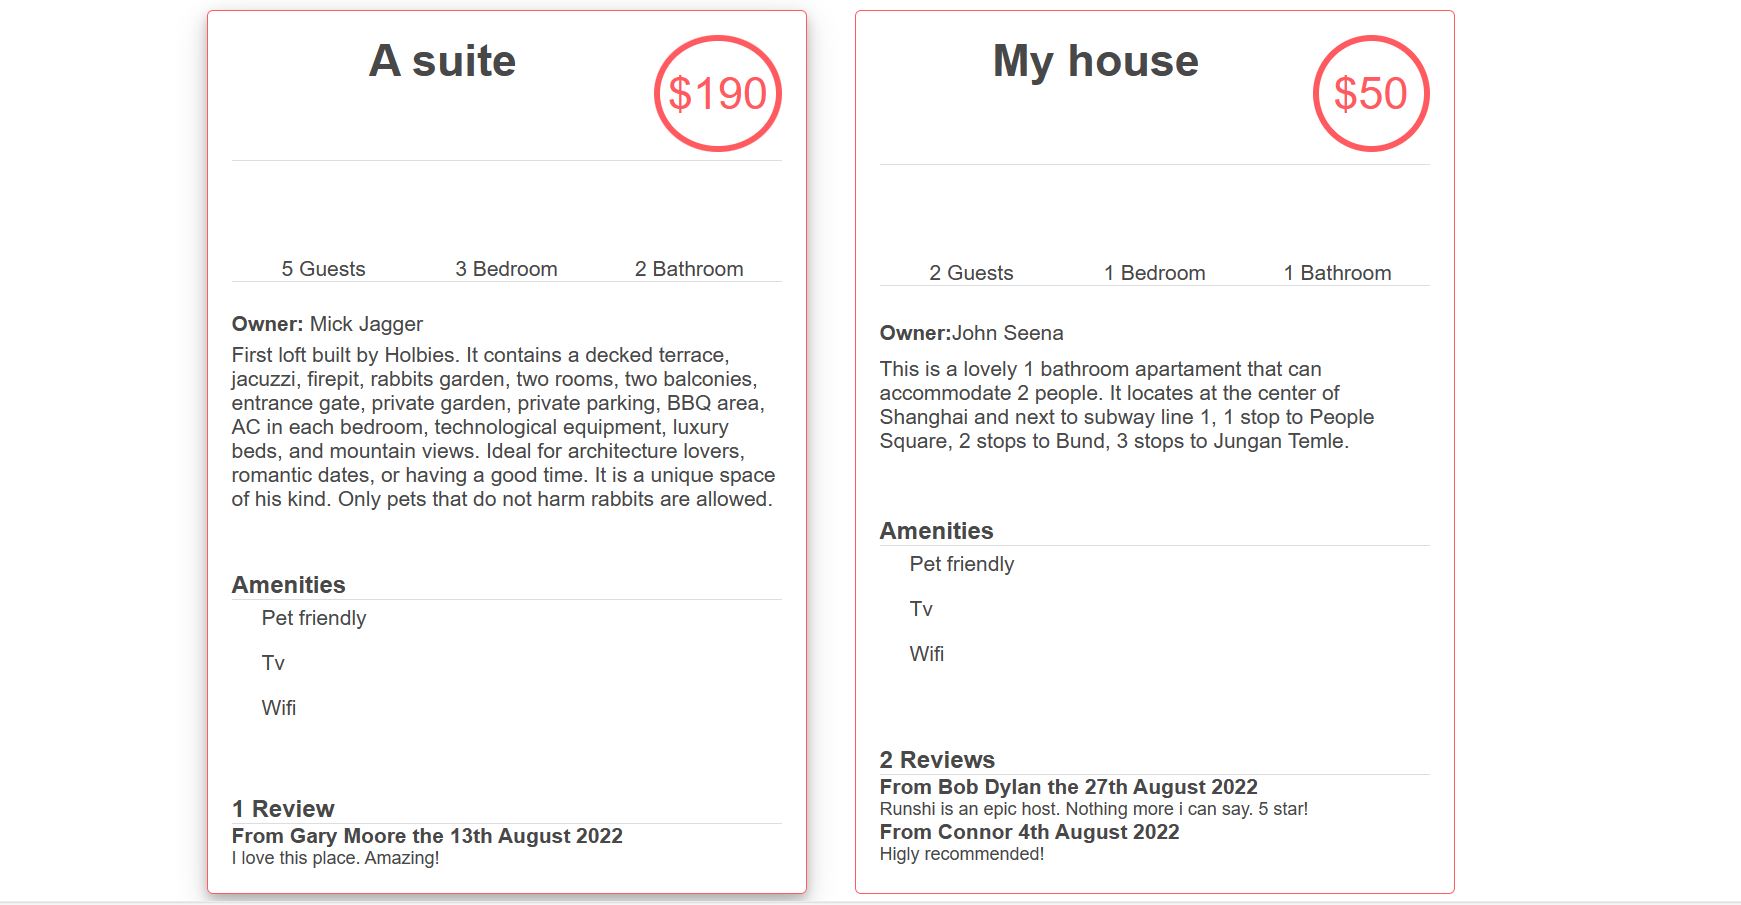 A suite
$190
5 Guests 3 Bedroom 2 Bathroom
Owner: Mick Jagger
First loft built by Holbies. It contains a decked terrace,
jacuzzi, firepit, rabbits garden, two rooms, two balconies,
entrance gate, private garden, private parking, BBQ area,
AC in each bedroom, technological equipment, luxury
beds, and mountain views. Ideal for architecture lovers,
romantic dates, or having a good time. It is a unique space
of his kind. Only pets that do not harm rabbits are allowed.
Amenities
Pet friendly
Tv
Wifi
1 Review
From Gary Moore the 13th August 2022
I love this place. Amazing!
My house
$50
2 Guests 1 Bedroom 1 Bathroom
Owner:John Seena
This is a lovely 1 bathroom apartament that can
accommodate 2 people. It locates at the center of
Shanghai and next to subway line 1, 1 stop to People
Square, 2 stops to Bund, 3 stops to Jungan Temle.
Amenities
Pet friendly
Tv
Wifi
2 Reviews
From Bob Dylan the 27th August 2022
Runshi is an epic host. Nothing more i can say. 5 star!
From Connor 4th August 2022
Higly recommended!